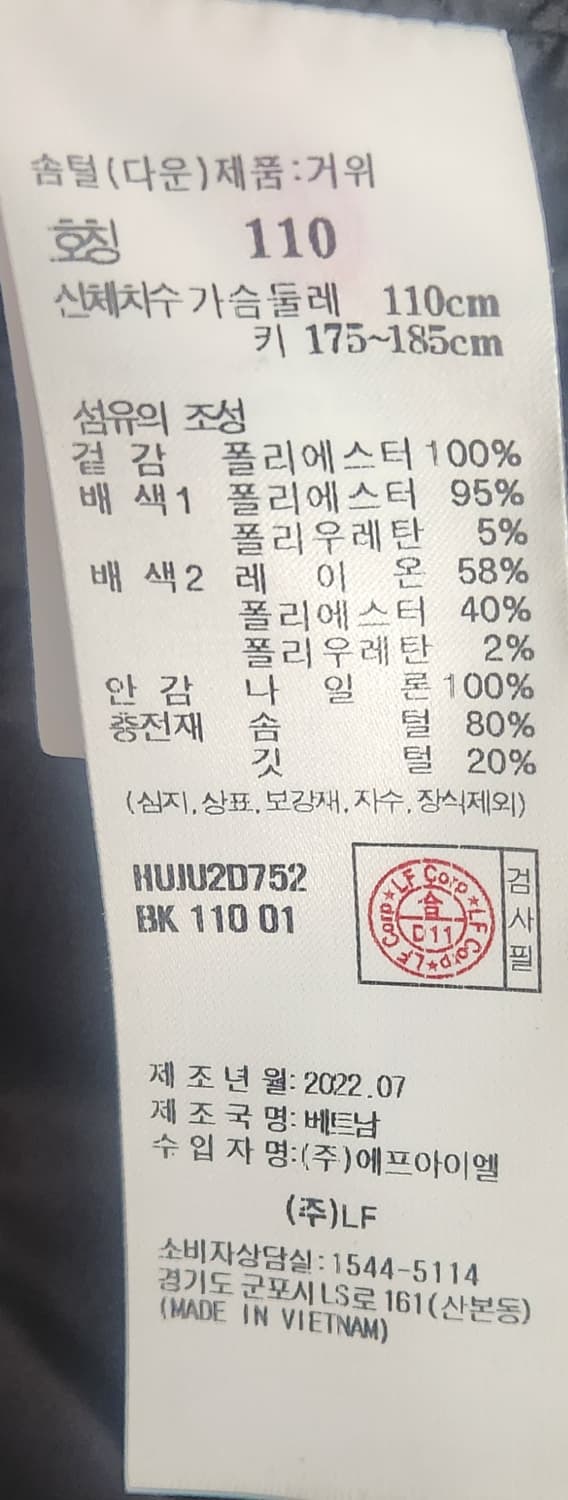 솜털(다운)제품:거위
호칭 110
신체치수 가슴둘레 110cm
키 175~185cm
섬유의 조성
겉 감 폴리에스터 100%
배 색1 폴리에스터 95%
폴리우레탄 5%
배 색2 레 이 온 58%
폴리에스터 40%
폴리우레탄 2%
안 감 나 일 론 100%
충전재 솜 털 80%
깃 털 20%
(심지,상표,보강재,자수,장식제외)
HUJU2D752
BK 110 01
LF Corp★LF Corp★LF Corp★
合
D11
검사필
제 조 년 월: 2022.07
제 조 국 명: 베트남
수 입 자 명:(주)에프아이엘
(주)LF
소비자상담실: 1544-5114
경기도 군포시 LS로 161(산본동)
(MADE IN VIETNAM)